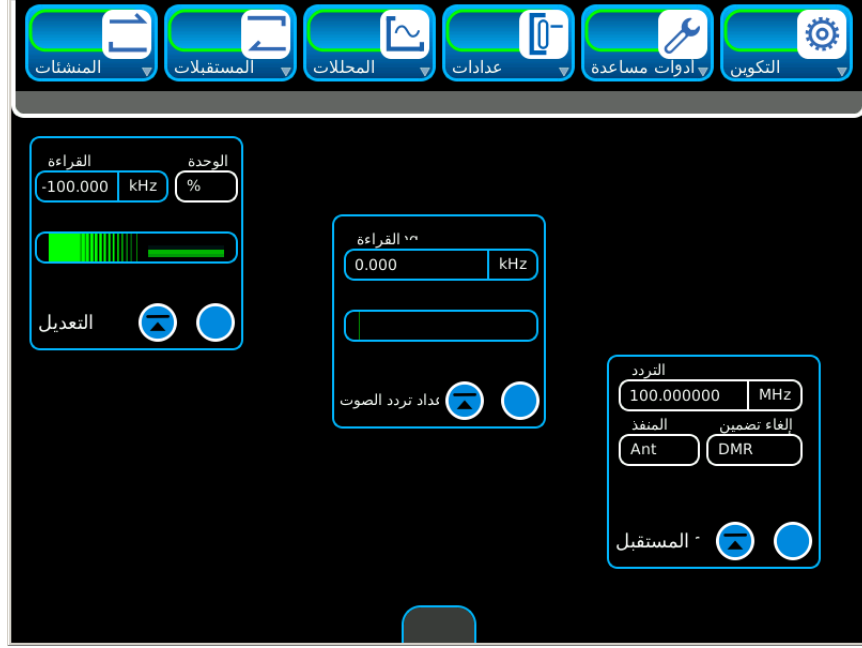 المنشئات
المستقبلات
المحللات
عدادات
أدوات مساعدة
التكوين
القراءة
الوحدة
-100.000 kHz
%
التعديل
القراءة
0.000 kHz
عداد تردد الصوت
التردد
100.000000 MHz
المنفذ
إلغاء تضمين
Ant
DMR
المستقبل